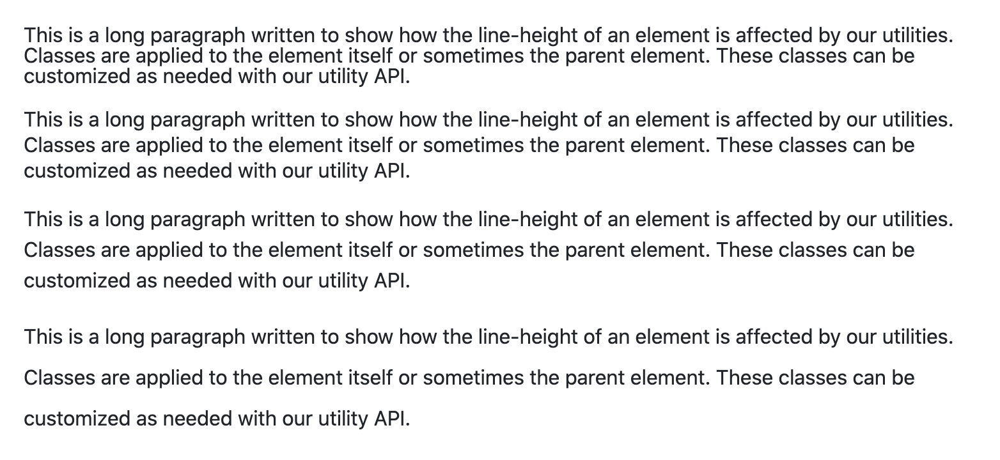 This is a long paragraph written to show how the line-height of an element is affected by our utilities.
Classes are applied to the element itself or sometimes the parent element. These classes can be
customized as needed with our utility API.
This is a long paragraph written to show how the line-height of an element is affected by our utilities.
Classes are applied to the element itself or sometimes the parent element. These classes can be
customized as needed with our utility API.
This is a long paragraph written to show how the line-height of an element is affected by our utilities.
Classes are applied to the element itself or sometimes the parent element. These classes can be
customized as needed with our utility API.
This is a long paragraph written to show how the line-height of an element is affected by our utilities.
Classes are applied to the element itself or sometimes the parent element. These classes can be
customized as needed with our utility API.